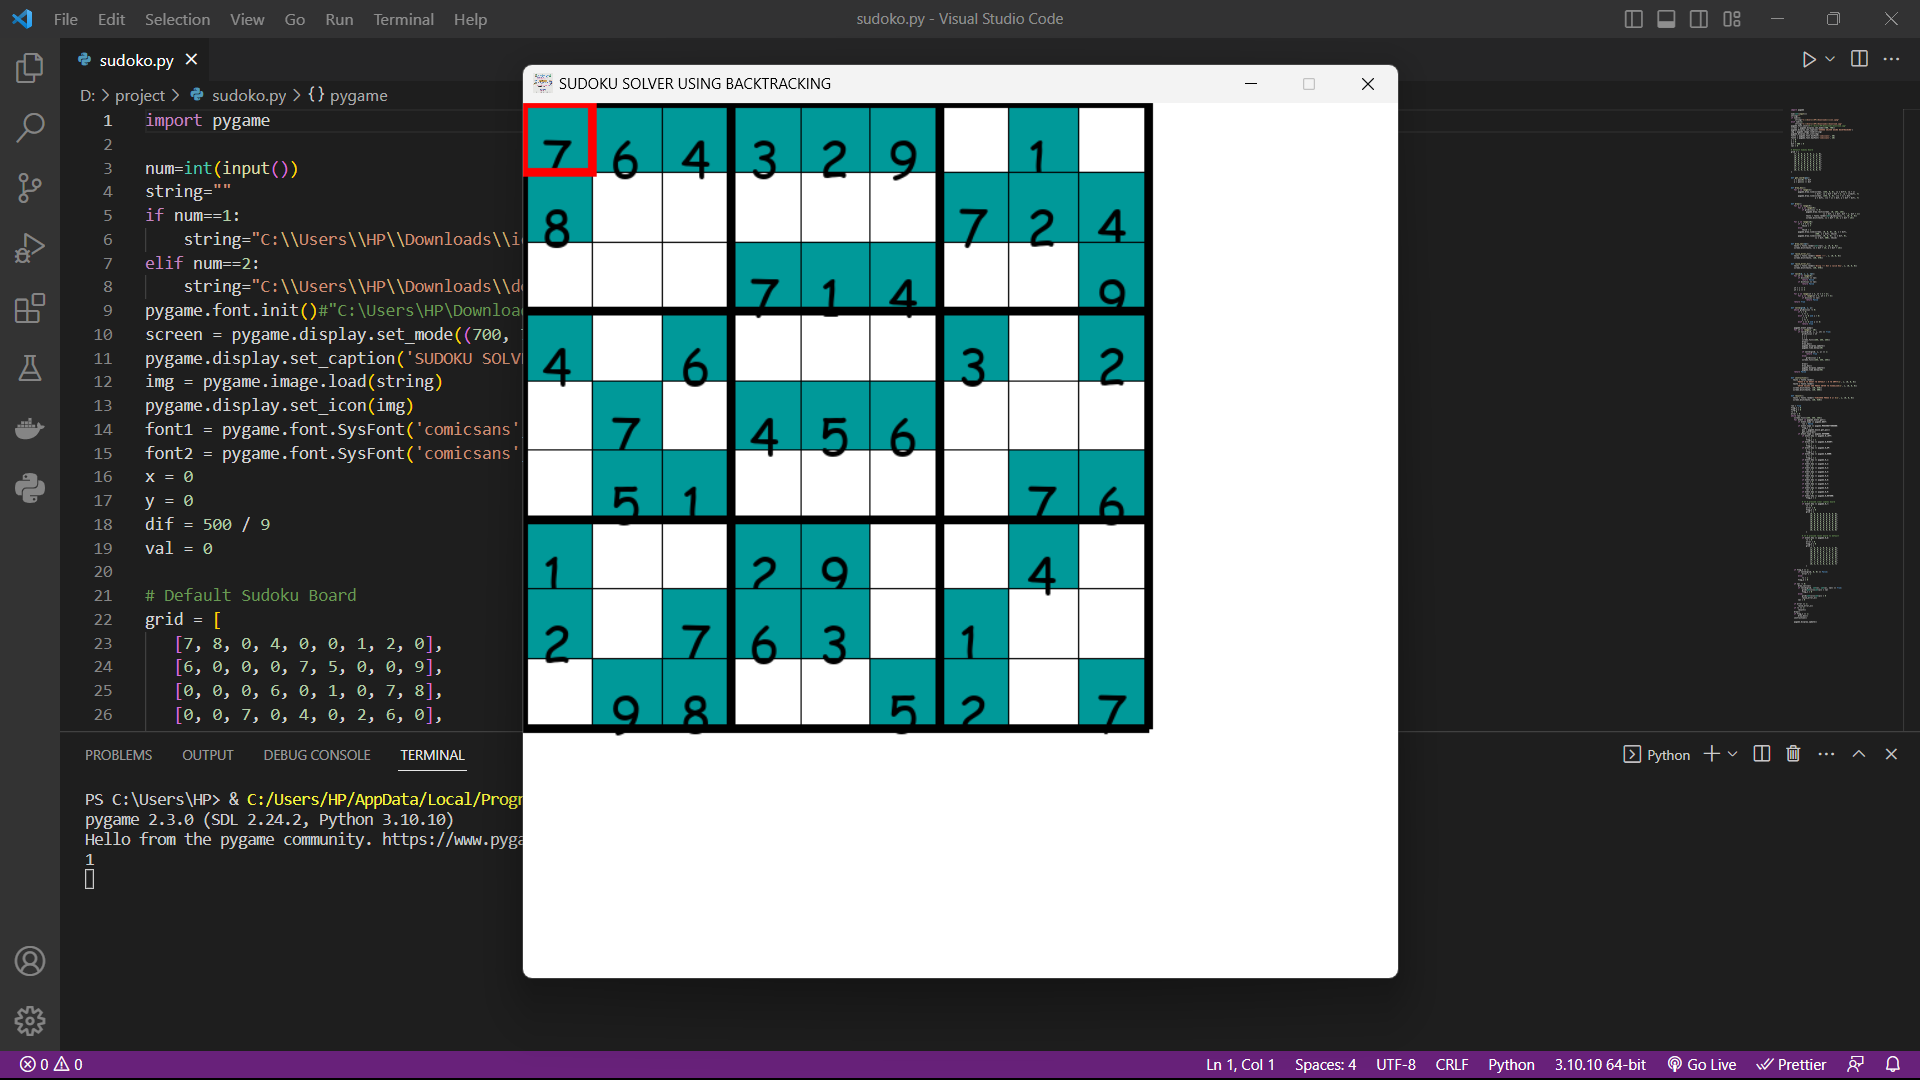 File Edit Selection View Go Run Terminal Help
sudoko.py - Visual Studio Code
sudoko.py
D: > project > sudoko.py > {} pygame
1 import pygame
2
3 num=int(input())
4 string=""
5 if num==1:
6 string="C:\\Users\\HP\\Downloads\\i
7 elif num==2:
8 string="C:\\Users\\HP\\Downloads\\d
9 pygame.font.init()#"C:\Users\HP\Downloa
10 screen = pygame.display.set_mode((700,
11 pygame.display.set_caption('SUDOKU SOLV
12 img = pygame.image.load(string)
13 pygame.display.set_icon(img)
14 font1 = pygame.font.SysFont('comicsans'
15 font2 = pygame.font.SysFont('comicsans'
16 x = 0
17 y = 0
18 dif = 500 / 9
19 val = 0
20
21 # Default Sudoku Board
22 grid = [
23 [7, 8, 0, 4, 0, 0, 1, 2, 0],
24 [6, 0, 0, 0, 7, 5, 0, 0, 9],
25 [0, 0, 0, 6, 0, 1, 0, 7, 8],
26 [0, 0, 7, 0, 4, 0, 2, 6, 0],
SUDOKU SOLVER USING BACKTRACKING
7 6 4 3 2 9 1
8 7 2 4
7 1 4 9
4 6 3 2
7 4 5 6
5 1 7 6
1 2 9 4
2 7 6 3 1
9 8 5 2 7
PROBLEMS OUTPUT DEBUG CONSOLE TERMINAL
Python
PS C:\Users\HP> & C:/Users/HP/AppData/Local/Progr
pygame 2.3.0 (SDL 2.24.2, Python 3.10.10)
Hello from the pygame community. https://www.pyga
1
0 0
Ln 1, Col 1 Spaces: 4 UTF-8 CRLF Python 3.10.10 64-bit Go Live Prettier